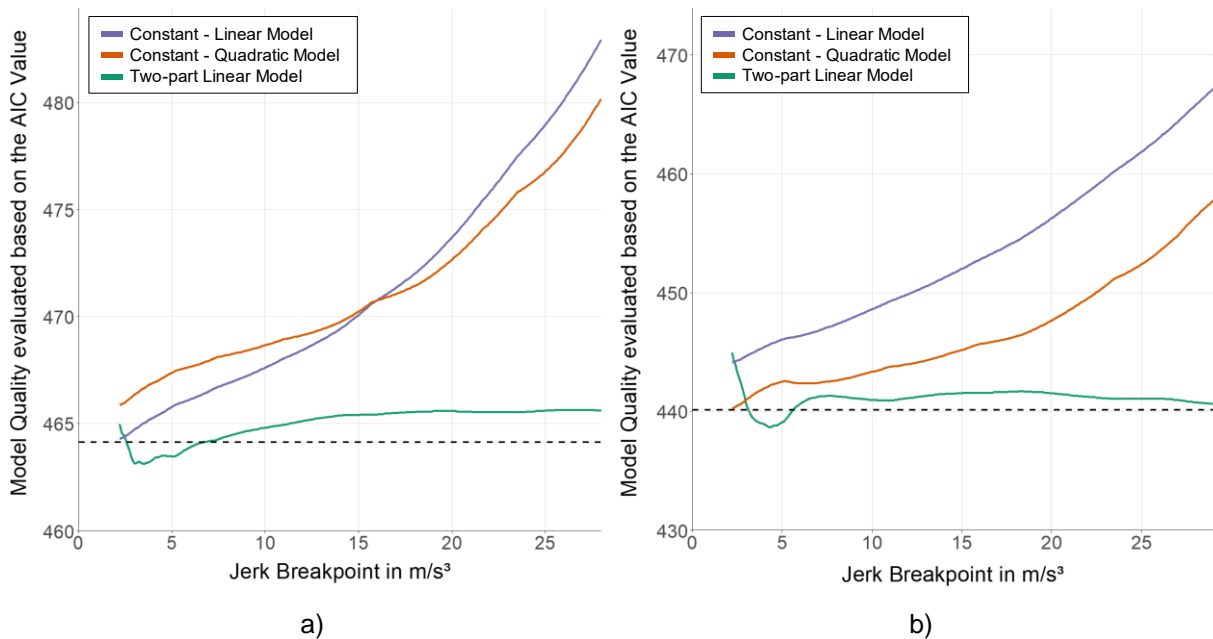 Constant - Linear Model
Constant - Quadratic Model
Two-part Linear Model
Model Quality evaluated based on the AIC Value
480
475
470
465
460
0
5
10
15
20
25
Jerk Breakpoint in m/s³
a)
Constant - Linear Model
Constant - Quadratic Model
Two-part Linear Model
Model Quality evaluated based on the AIC Value
470
460
450
440
430
0
5
10
15
20
25
Jerk Breakpoint in m/s³
b)